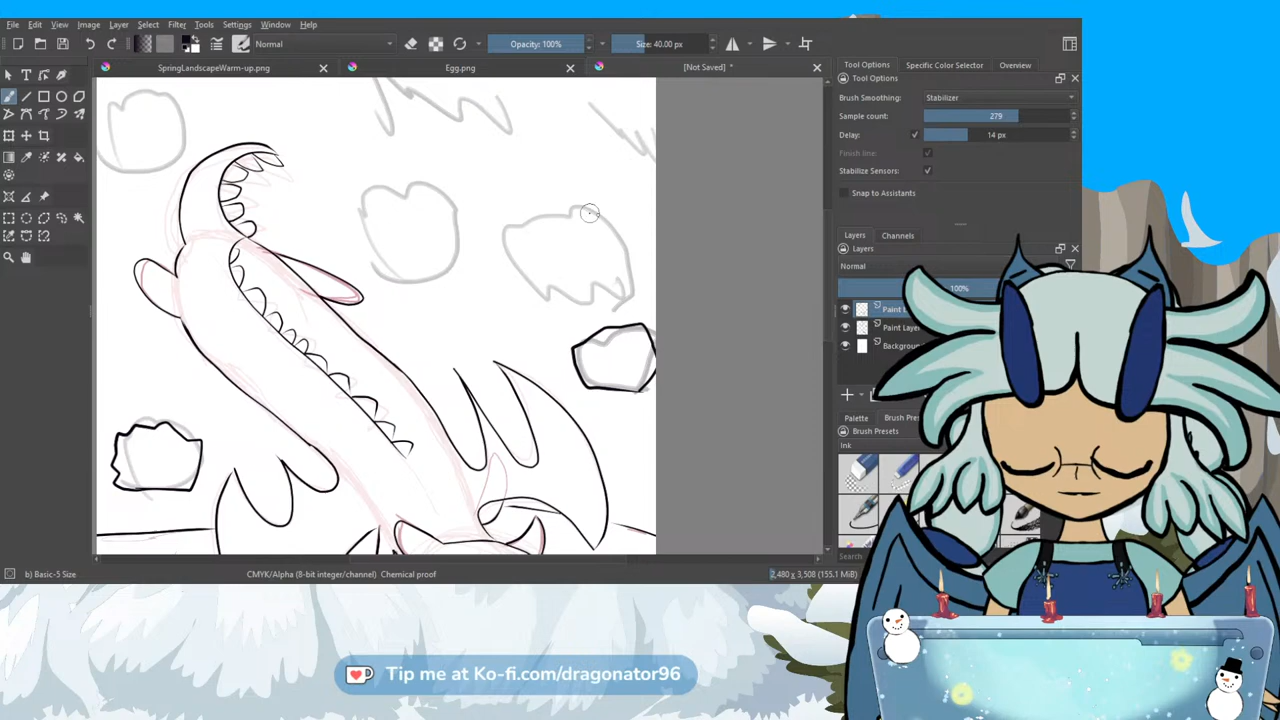 File Edit View Image Layer Select Filter Tools Settings Window Help
Normal Opacity: 100% Size: 40.00 px
SpringLandscapeWarm-up.png Egg.png [Not Saved] *
Tool Options Specific Color Selector Overview
Tool Options
Brush Smoothing: Stabilizer
Sample count: 279
Delay: 14 px
Finish line:
Stabilize Sensors:
Snap to Assistants
Layers Channels
Layers
Normal
100%
Paint
Paint Laye
Backgroun
Palette Brush Pres
Brush Presets
Ink
Search
b) Basic-5 Size CMYK/Alpha (8-bit integer/channel) Chemical proof 2,480 x 3,508 (155.1 MiB)
Tip me at Ko-fi.com/dragonator96